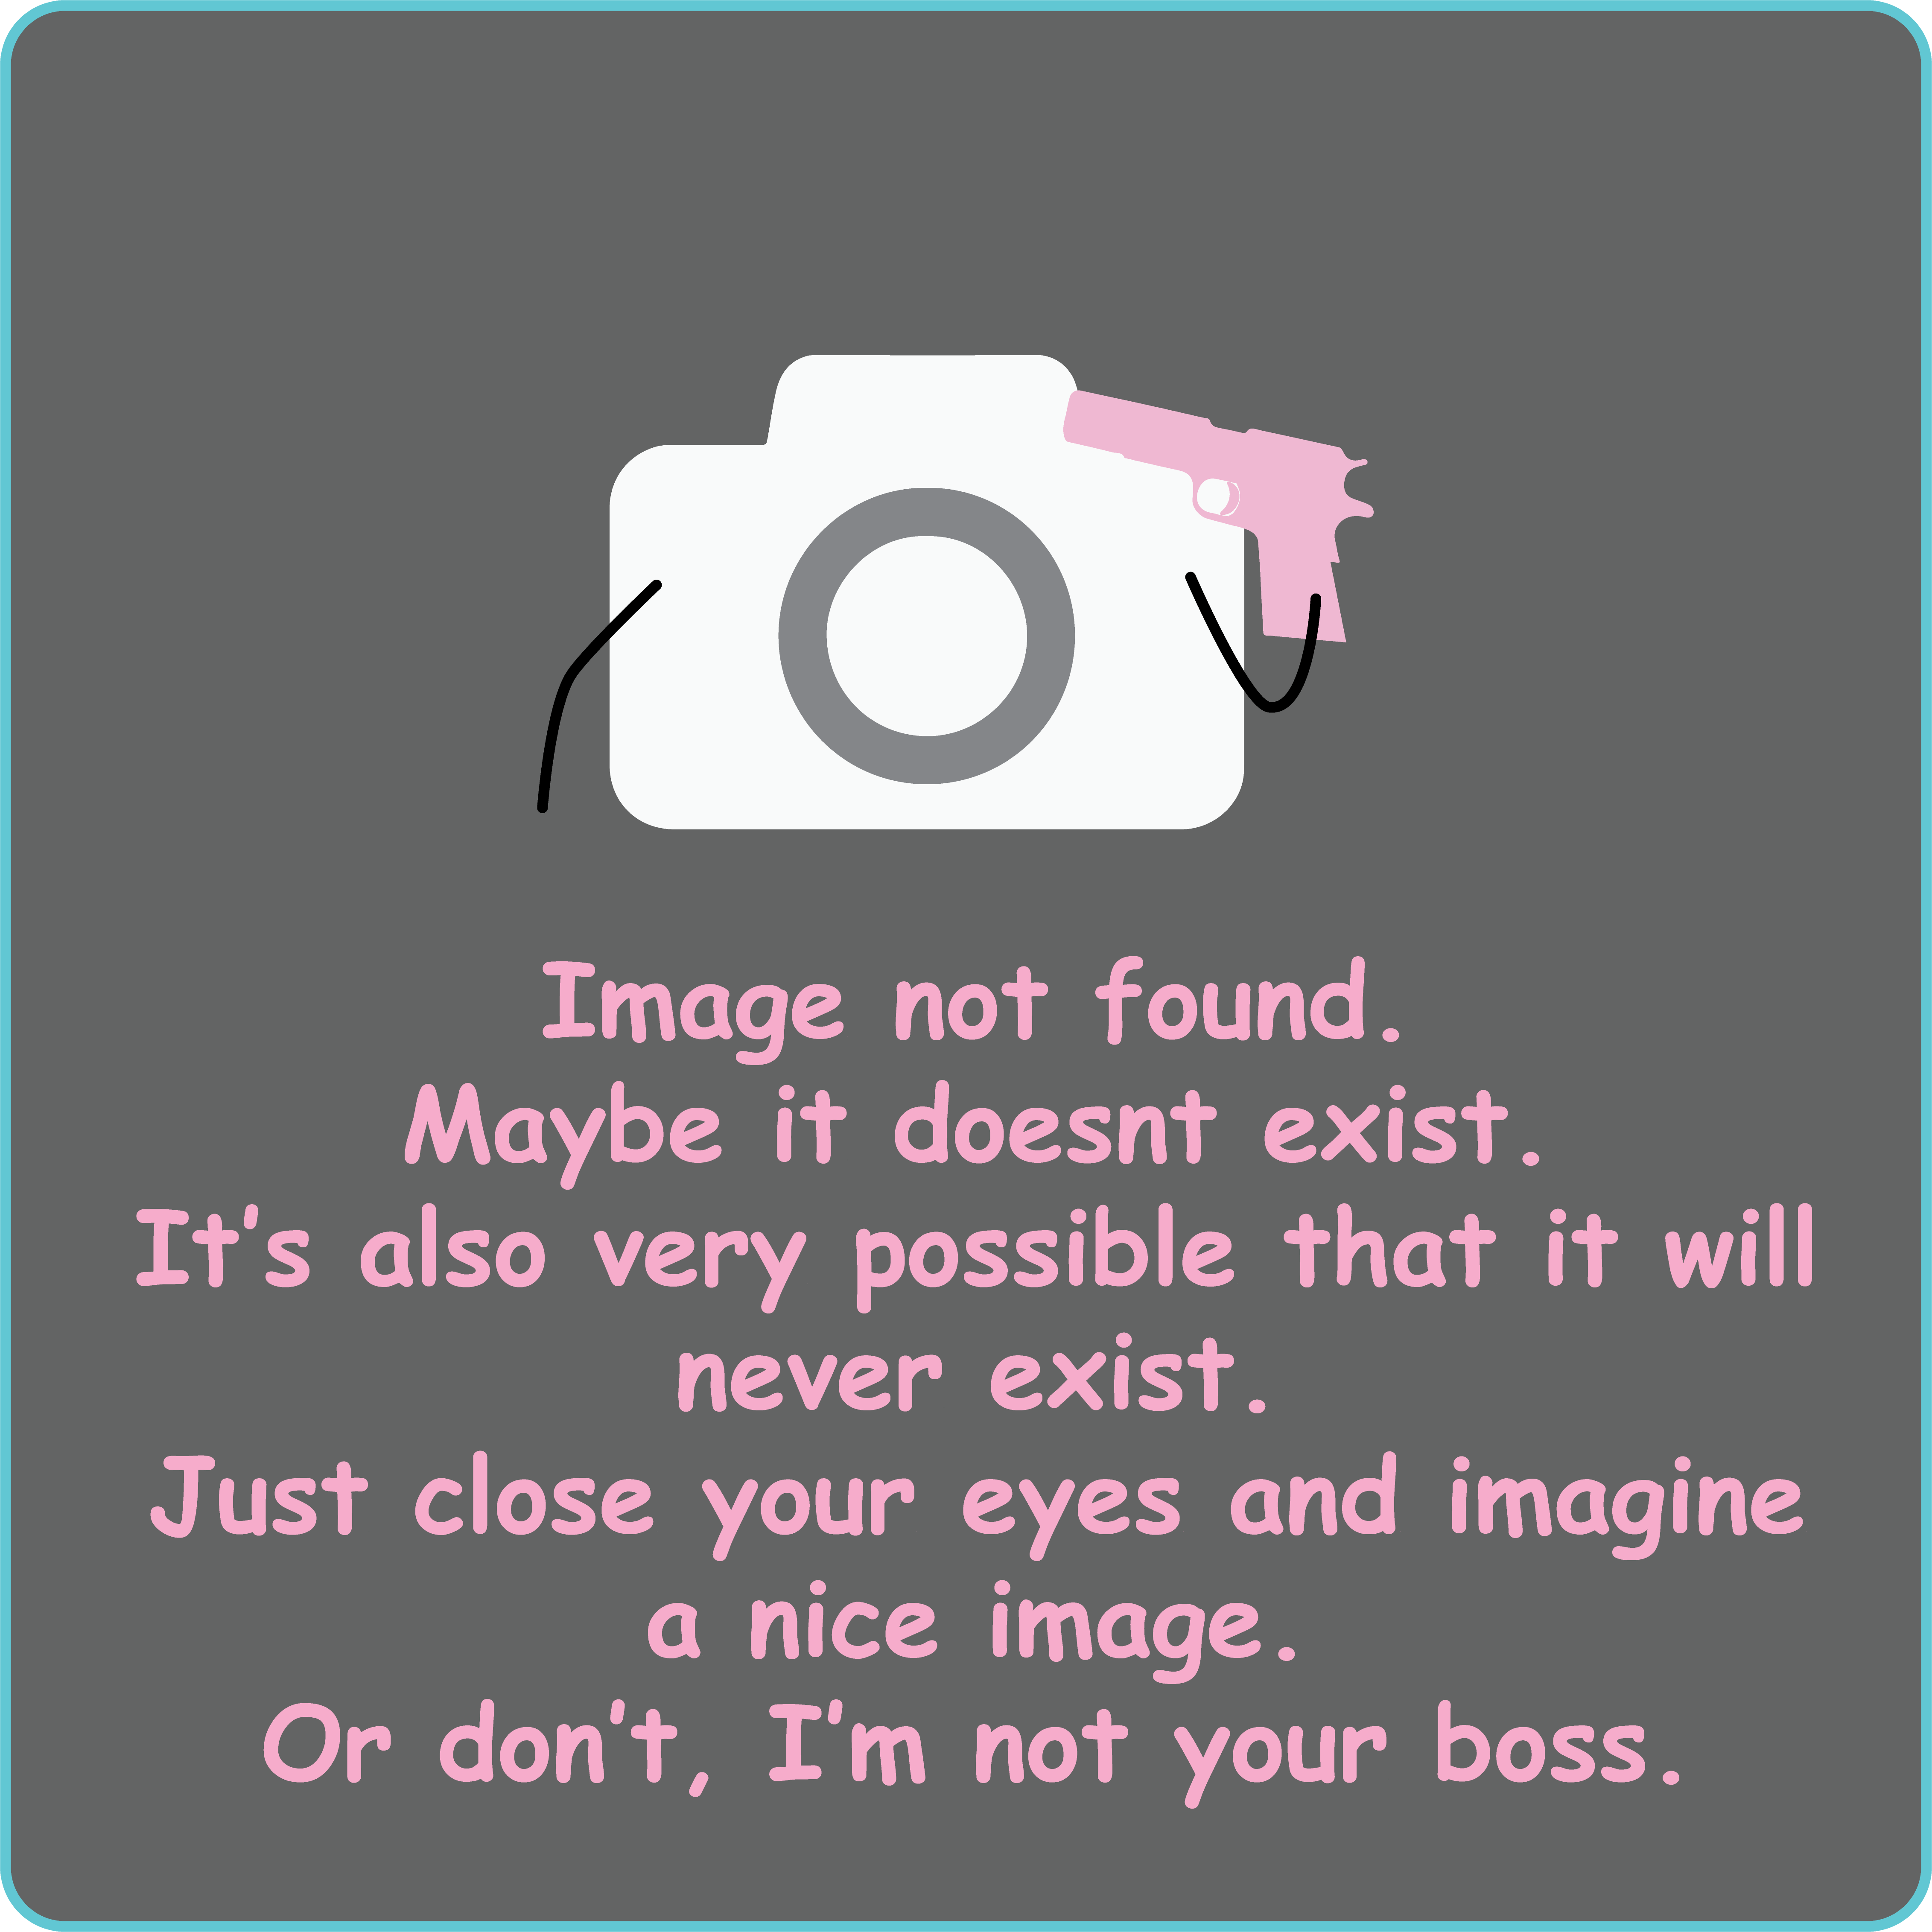 Image not found.
Maybe it doesnt exist.
It's also very possible that it will
never exist.
Just close your eyes and imagine
a nice image.
Or don't, I'm not your boss.